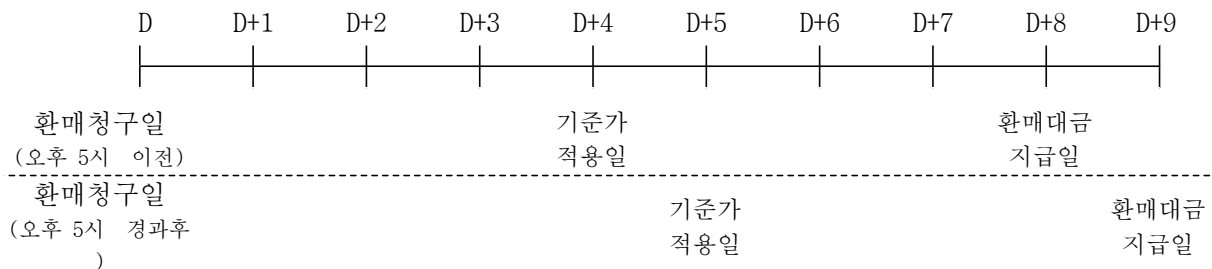 D D+1 D+2 D+3 D+4 D+5 D+6 D+7 D+8 D+9
환매청구일 기준가 환매대금
(오후 5시 이전) 적용일 지급일
환매청구일 기준가 환매대금
(오후 5시 경과후 적용일 지급일
)